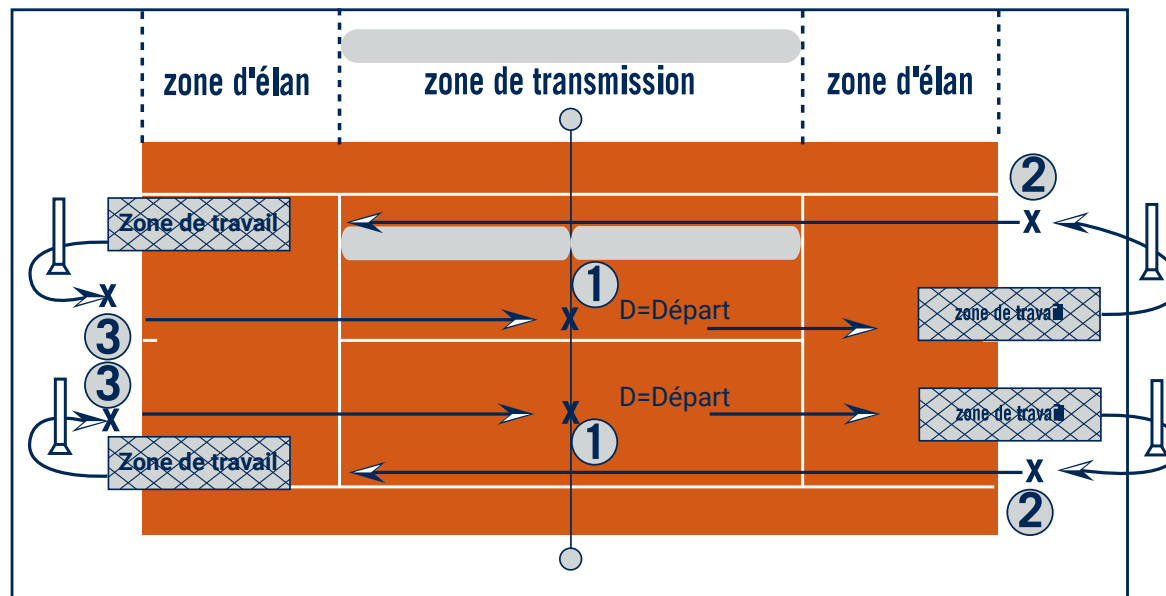 zone d'élan
zone de transmission
zone d'élan
2
Zone de travail
X
1
X
D=Départ
X
zone de travail
3
3
X
X
D=Départ
zone de travail
1
Zone de travail
X
2